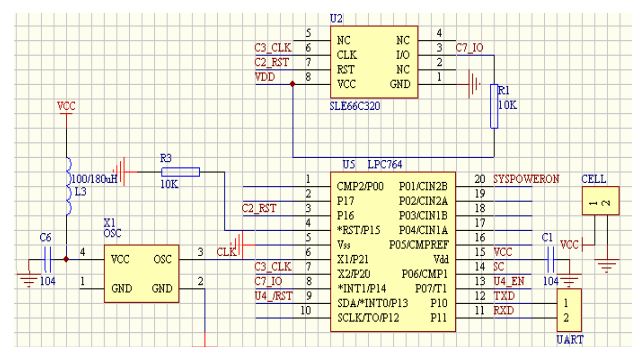 U2
5 NC NC 4
C3_CLK 6 CLK I/O 3 C7_IO
C2_RST 7 RST NC 2
VDD 8 VCC GND 1
SLE66C320
R1
10K
VCC
100/180uH
L3
R3
10K
U5 LPC764
1 CMP2/P00 P01/CIN2B 20 SYSPOWERON
2 P17 P02/CIN2A 19
C2_RST 3 P16 P03/CIN1B 18
4 *RST/P15 P04/CIN1A 17
5 Vss P05/CMPREF 16
CLK 6 X1/P21 Vdd 15 VCC
C3_CLK 7 X2/P20 P06/CMP1 14 SC
C7_IO 8 *INT1/P14 P07/T1 13 U4_EN
U4_/RST 9 SDA/*INT0/P13 P10 12 TXD
10 SCLK/TO/P12 P11 11 RXD
CELL
1 2
VCC
C1
104
1
2
UART
C6
104
X1
OSC
4 VCC OSC 3
1 GND GND 2